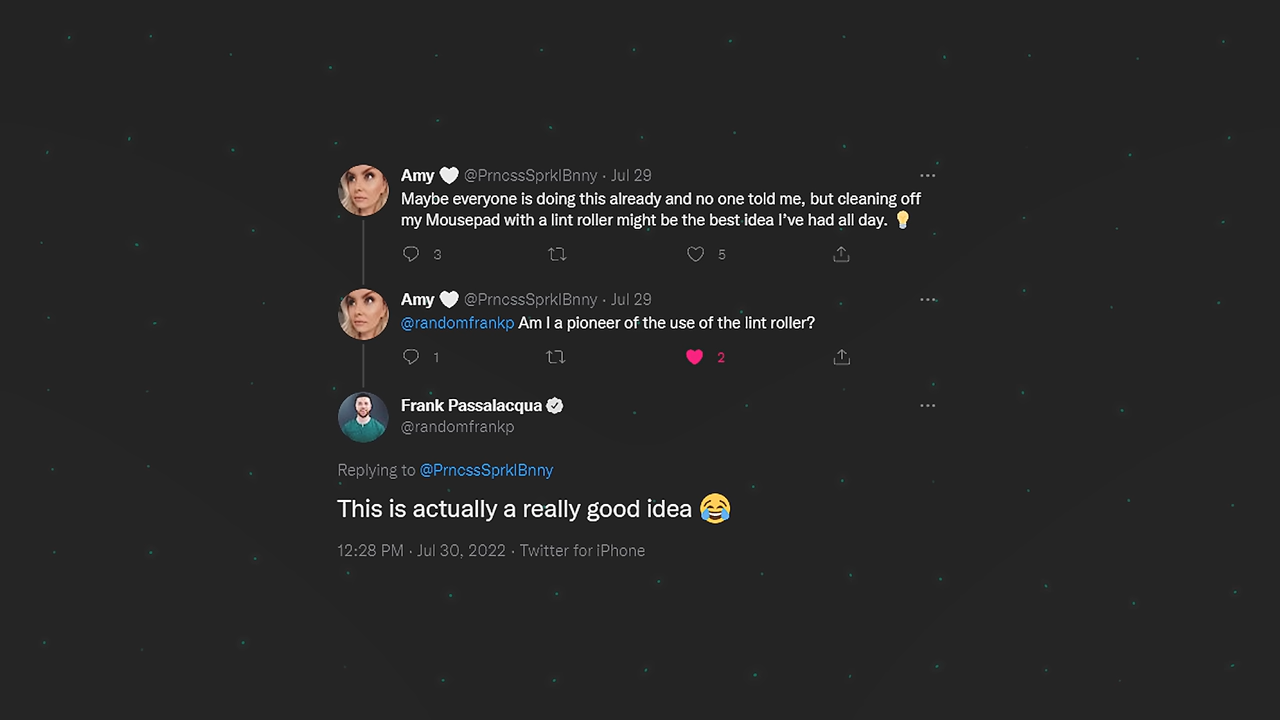 Amy 🤍 @PrncssSprklBnny · Jul 29
Maybe everyone is doing this already and no one told me, but cleaning off
my Mousepad with a lint roller might be the best idea I've had all day. 💡
3 5
Amy 🤍 @PrncssSprklBnny · Jul 29
@randomfrankp Am I a pioneer of the use of the lint roller?
1 2
Frank Passalacqua
@randomfrankp
Replying to @PrncssSprklBnny
This is actually a really good idea 😂
12:28 PM · Jul 30, 2022 · Twitter for iPhone